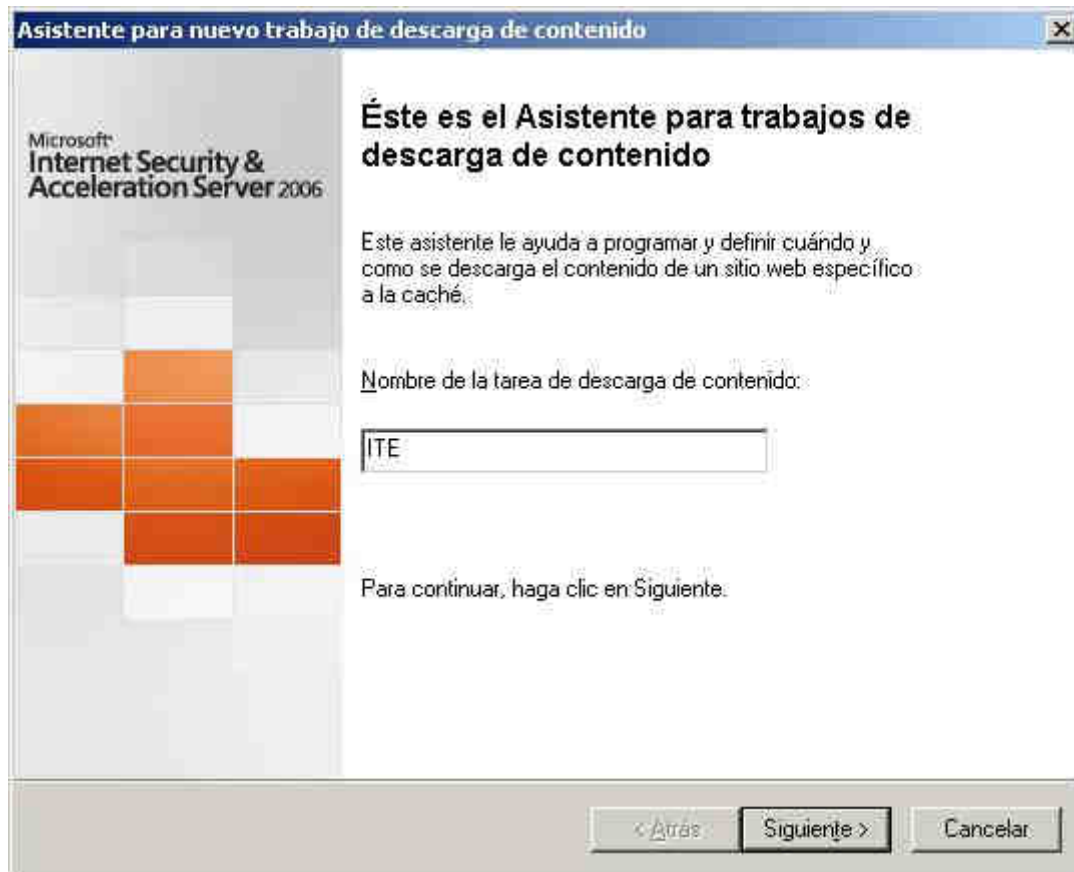 Asistente para nuevo trabajo de descarga de contenido
Microsoft
Internet Security &
Acceleration Server 2006
Éste es el Asistente para trabajos de
descarga de contenido
Este asistente le ayuda a programar y definir cuándo y
como se descarga el contenido de un sitio web específico
a la caché.
Nombre de la tarea de descarga de contenido:
ITE
Para continuar, haga clic en Siguiente.
< Atrás
Siguiente >
Cancelar